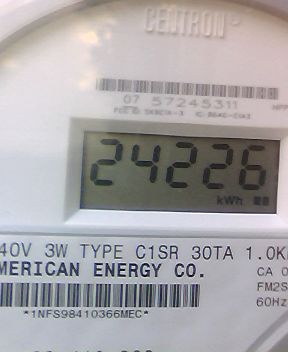 CENTRON
07 57245311
24226
kWh
40V 3W TYPE C1SR 30TA 1.0K
MERICAN ENERGY CO.
CA 0
FM2S
60Hz
*1NFS98410366MEC*